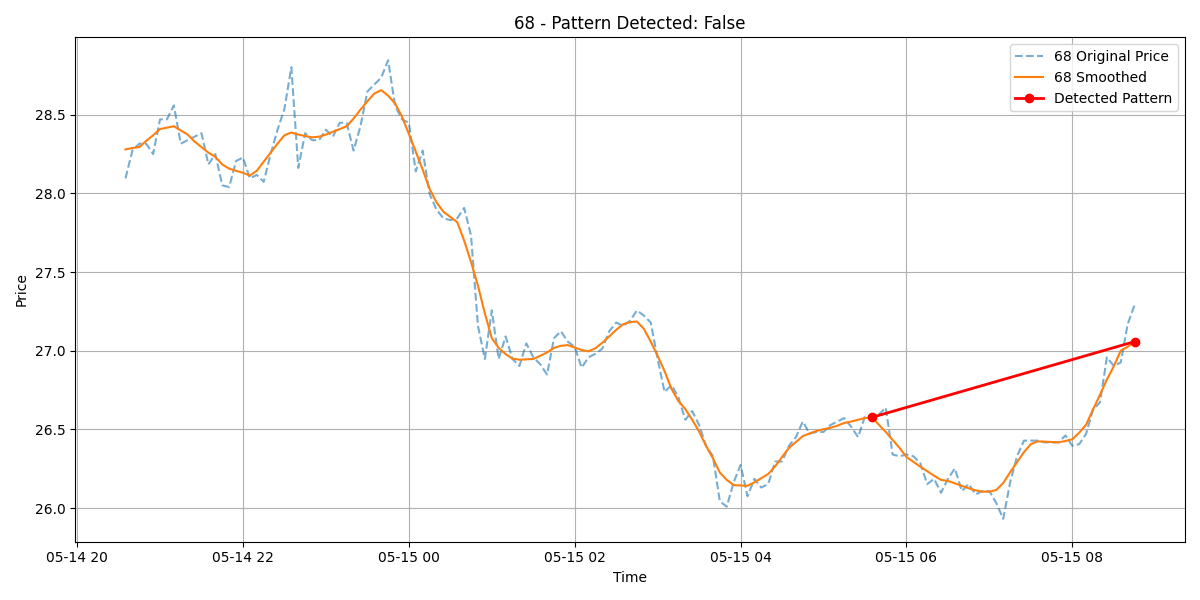 68 - Pattern Detected: False
68 Original Price
68 Smoothed
Detected Pattern
Price
28.5
28.0
27.5
27.0
26.5
26.0
05-14 20
05-14 22
05-15 00
05-15 02
05-15 04
05-15 06
05-15 08
Time